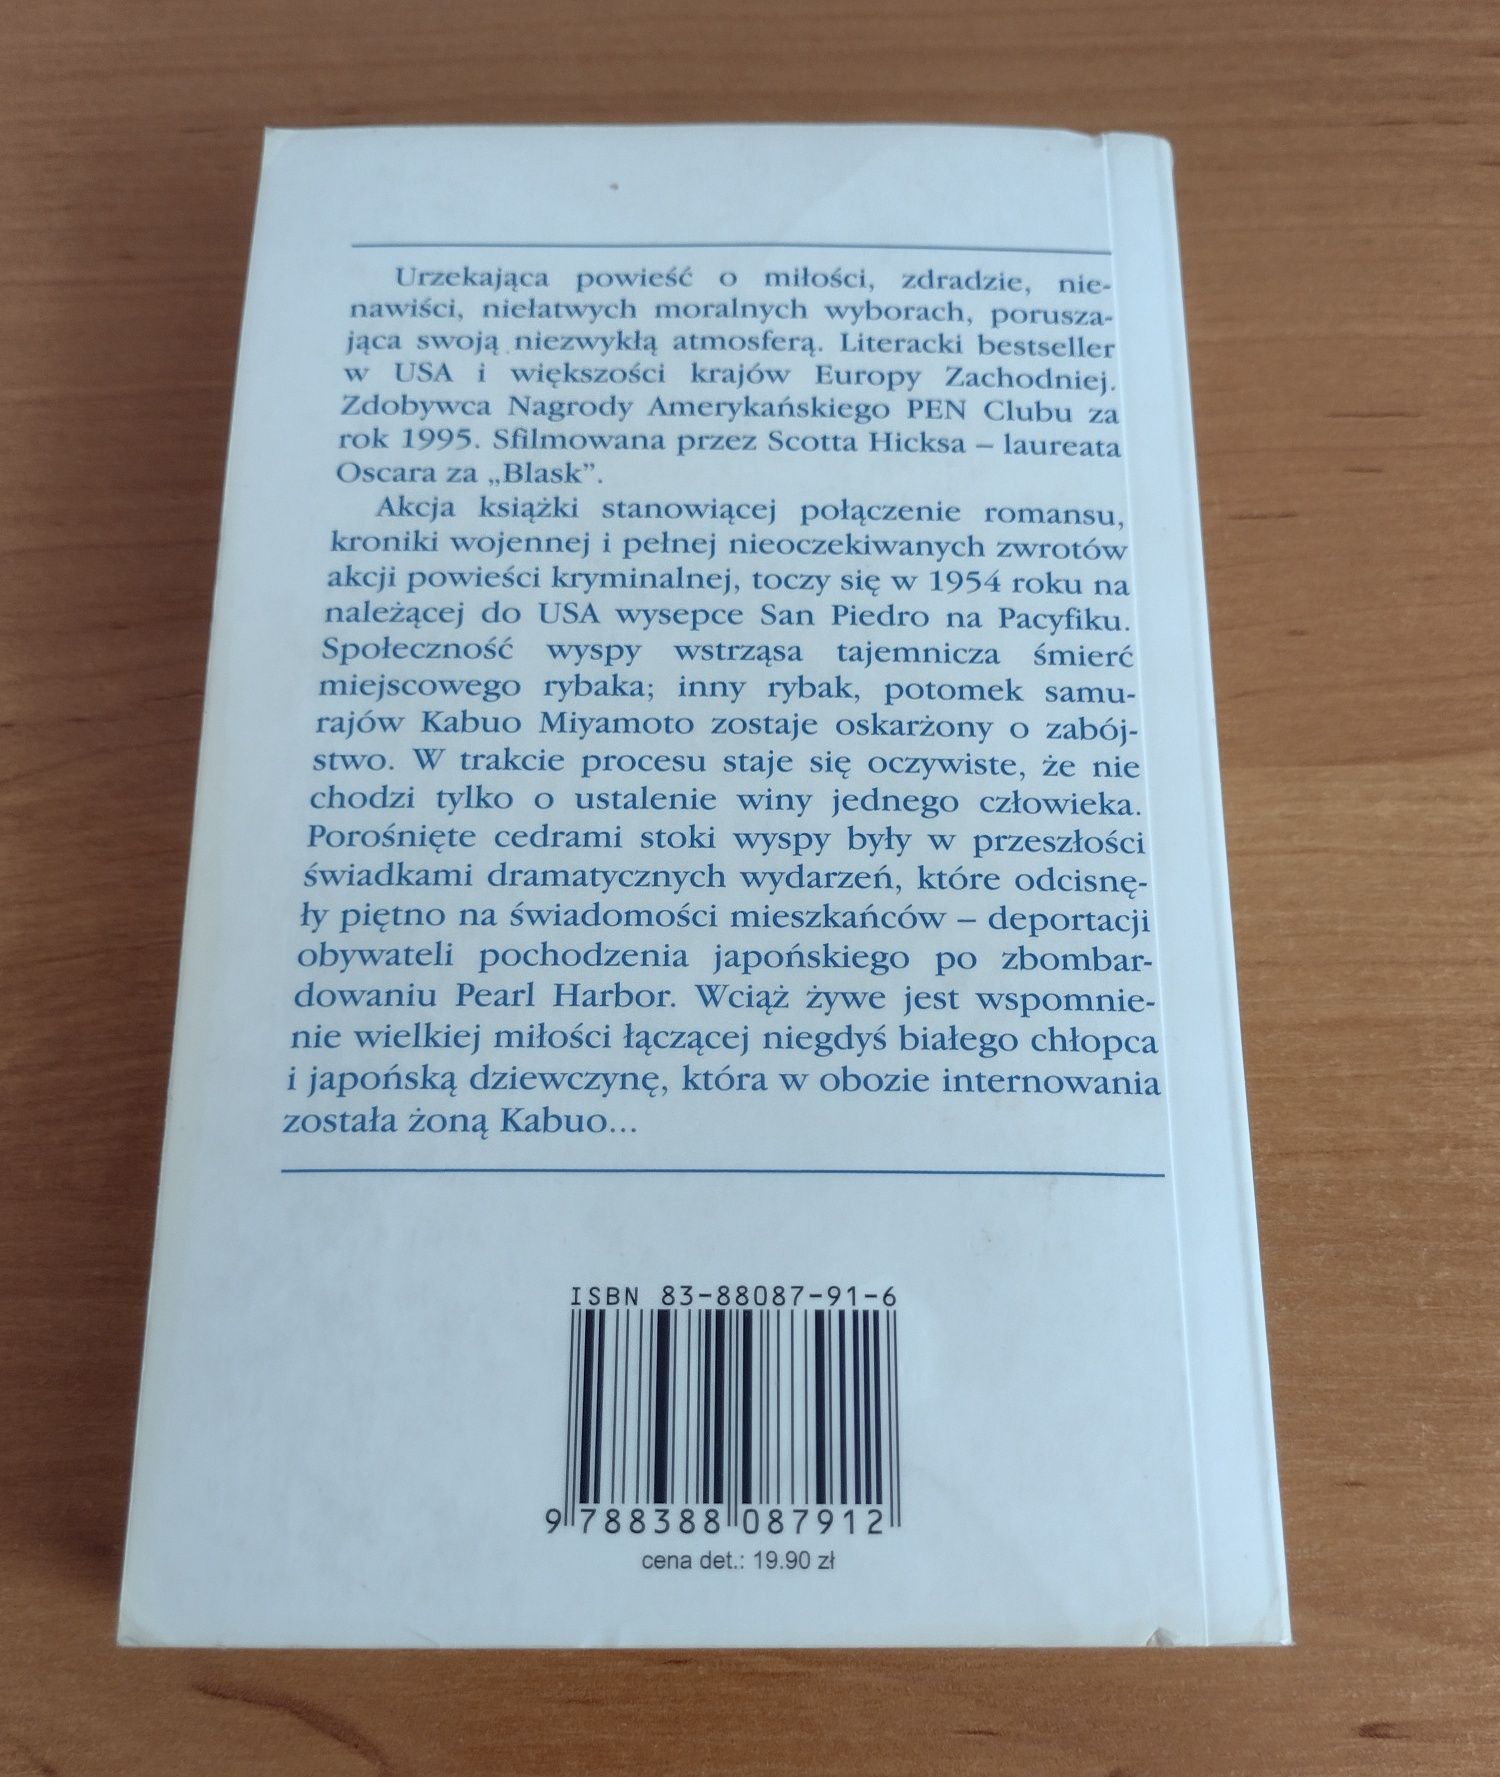 Urzekająca powieść o miłości, zdradzie, nie-
nawiści, niełatwych moralnych wyborach, porusza-
jąca swoją niezwykłą atmosferą. Literacki bestseller
w USA i większości krajów Europy Zachodniej.
Zdobywca Nagrody Amerykańskiego PEN Clubu za
rok 1995. Sfilmowana przez Scotta Hicksa – laureata
Oscara za „Blask”.
Akcja książki stanowiącej połączenie romansu,
kroniki wojennej i pełnej nieoczekiwanych zwrotów
akcji powieści kryminalnej, toczy się w 1954 roku na
należącej do USA wysepce San Piedro na Pacyfiku.
Społeczność wyspy wstrząsa tajemnicza śmierć
miejscowego rybaka; inny rybak, potomek samu-
rajów Kabuo Miyamoto zostaje oskarżony o zabój-
stwo. W trakcie procesu staje się oczywiste, że nie
chodzi tylko o ustalenie winy jednego człowieka.
Porośnięte cedrami stoki wyspy były w przeszłości
świadkami dramatycznych wydarzeń, które odcisnę-
ły piętno na świadomości mieszkańców – deportacji
obywateli pochodzenia japońskiego po zbombar-
dowaniu Pearl Harbor. Wciąż żywe jest wspomnie-
nie wielkiej miłości łączącej niegdyś białego chłopca
i japońską dziewczynę, która w obozie internowania
została żoną Kabuo...
ISBN 83-88087-91-6
9 788388 087912
cena det.: 19.90 zł